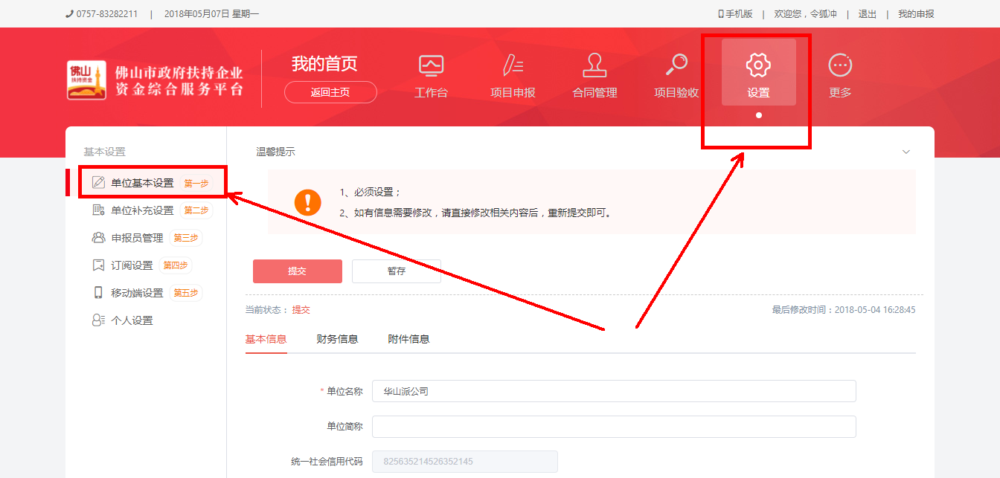 0757-83282211 | 2018年05月07日 星期一
手机版 | 欢迎您，令狐冲 | 退出 | 我的申报
佛山
扶持资金
佛山市政府扶持企业
资金综合服务平台
我的首页
返回主页
工作台
项目申报
合同管理
项目验收
设置
更多
基本设置
单位基本设置 第一步
单位补充设置 第二步
申报员管理 第三步
订阅设置 第四步
移动端设置 第五步
个人设置
温馨提示
1、必须设置；
2、如有信息需要修改，请直接修改相关内容后，重新提交即可。
提交 暂存
当前状态： 提交 最后修改时间：2018-05-04 16:28:45
基本信息 财务信息 附件信息
* 单位名称 华山派公司
单位简称
统一社会信用代码 825635214526352145